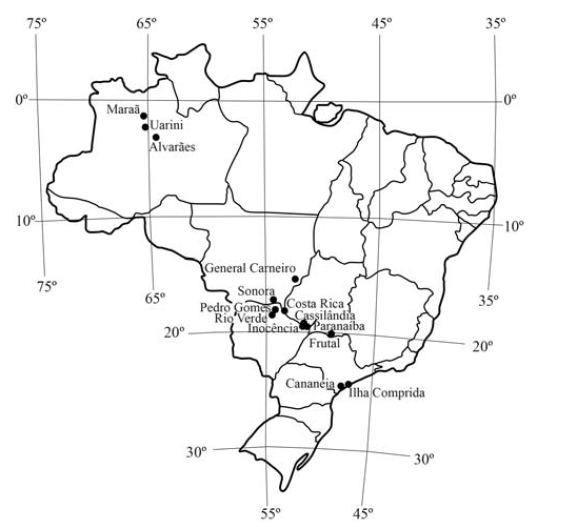 75º 65º 55º 45º 35º
0º 0º
Maraã
Uarini
Alvarães
10º 10º
General Carneiro
75º 65º 35º
Sonora
Pedro Gomes Costa Rica
Rio Verde Cassilândia
Inocência Paranaíba
20º 20º
Frutal
Cananéia
Ilha Comprida
30º 30º
55º 45º